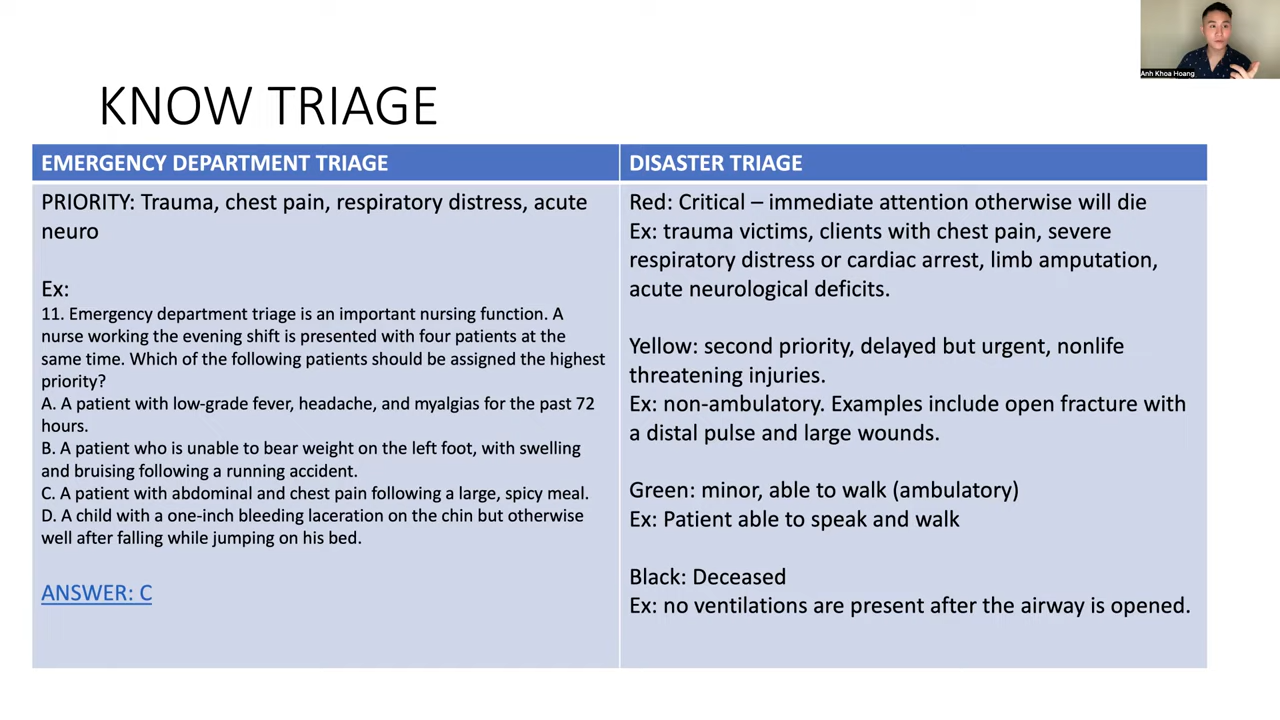 Anh Khoa Hoang
KNOW TRIAGE
EMERGENCY DEPARTMENT TRIAGE
PRIORITY: Trauma, chest pain, respiratory distress, acute
neuro
Ex:
11. Emergency department triage is an important nursing function. A
nurse working the evening shift is presented with four patients at the
same time. Which of the following patients should be assigned the highest
priority?
A. A patient with low-grade fever, headache, and myalgias for the past 72
hours.
B. A patient who is unable to bear weight on the left foot, with swelling
and bruising following a running accident.
C. A patient with abdominal and chest pain following a large, spicy meal.
D. A child with a one-inch bleeding laceration on the chin but otherwise
well after falling while jumping on his bed.
ANSWER: C
DISASTER TRIAGE
Red: Critical – immediate attention otherwise will die
Ex: trauma victims, clients with chest pain, severe
respiratory distress or cardiac arrest, limb amputation,
acute neurological deficits.
Yellow: second priority, delayed but urgent, nonlife
threatening injuries.
Ex: non-ambulatory. Examples include open fracture with
a distal pulse and large wounds.
Green: minor, able to walk (ambulatory)
Ex: Patient able to speak and walk
Black: Deceased
Ex: no ventilations are present after the airway is opened.